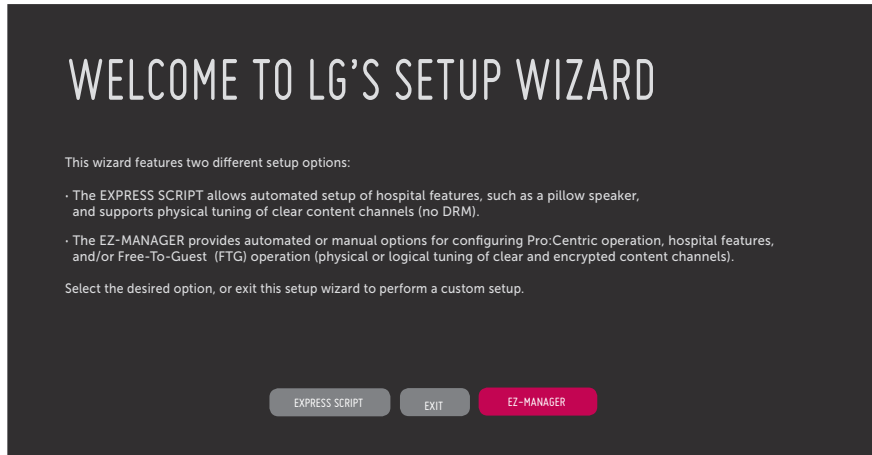 WELCOME TO LG'S SETUP WIZARD
This wizard features two different setup options:
· The EXPRESS SCRIPT allows automated setup of hospital features, such as a pillow speaker,
and supports physical tuning of clear content channels (no DRM).
· The EZ-MANAGER provides automated or manual options for configuring Pro:Centric operation, hospital features,
and/or Free-To-Guest (FTG) operation (physical or logical tuning of clear and encrypted content channels).
Select the desired option, or exit this setup wizard to perform a custom setup.
EXPRESS SCRIPT EXIT EZ-MANAGER